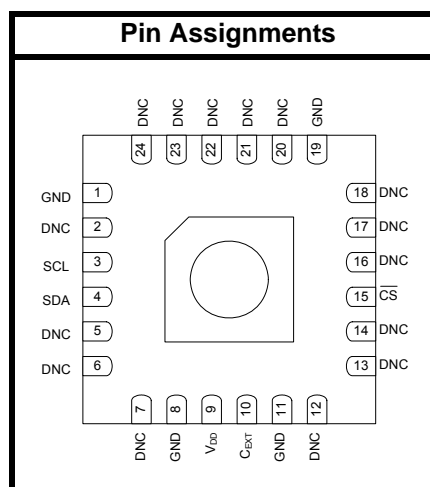 Pin Assignments
DNC DNC DNC DNC DNC GND
24 23 22 21 20 19
GND 1 18 DNC
DNC 2 17 DNC
SCL 3 16 DNC
SDA 4 15 CS
DNC 5 14 DNC
DNC 6 13 DNC
7 8 9 10 11 12
DNC GND VDD CEXT GND DNC